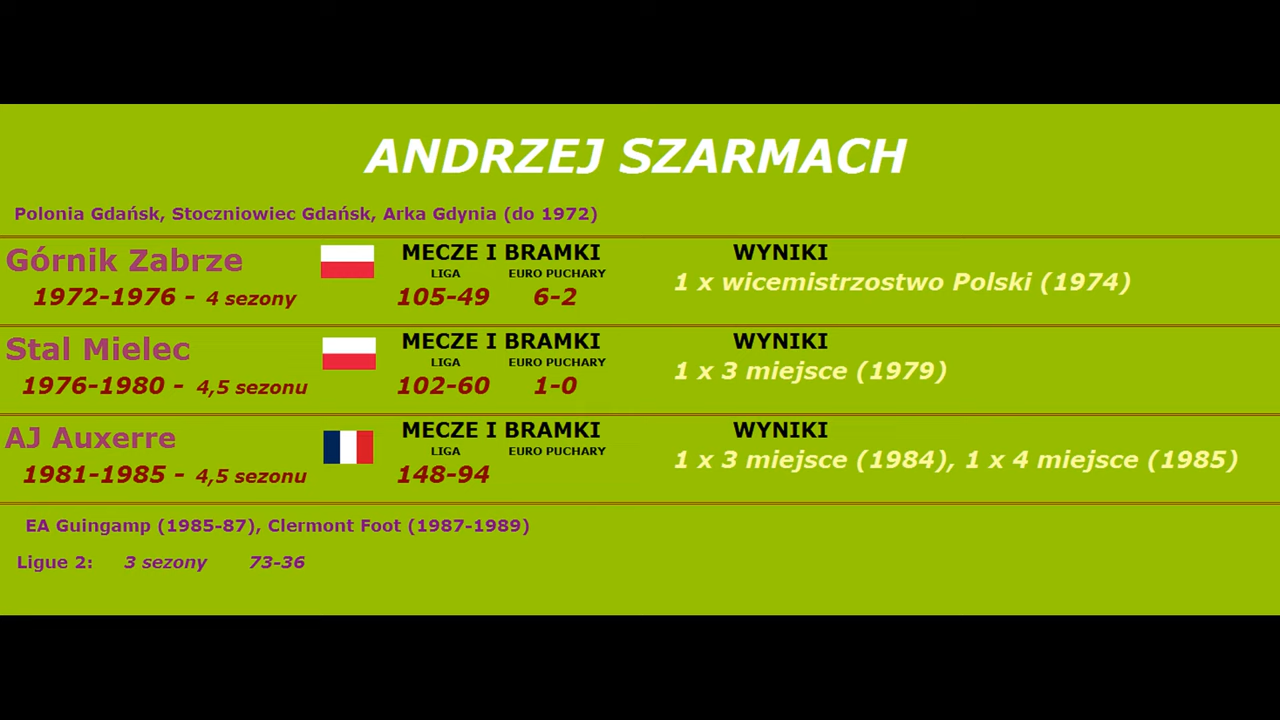 ANDRZEJ SZARMACH
Polonia Gdańsk, Stoczniowiec Gdańsk, Arka Gdynia (do 1972)
Górnik Zabrze MECZE I BRAMKI WYNIKI
LIGA EURO PUCHARY 1 x wicemistrzostwo Polski (1974)
1972-1976 - 4 sezony 105-49 6-2
Stal Mielec MECZE I BRAMKI WYNIKI
LIGA EURO PUCHARY 1 x 3 miejsce (1979)
1976-1980 - 4,5 sezonu 102-60 1-0
AJ Auxerre MECZE I BRAMKI WYNIKI
LIGA EURO PUCHARY 1 x 3 miejsce (1984), 1 x 4 miejsce (1985)
1981-1985 - 4,5 sezonu 148-94
EA Guingamp (1985-87), Clermont Foot (1987-1989)
Ligue 2: 3 sezony 73-36